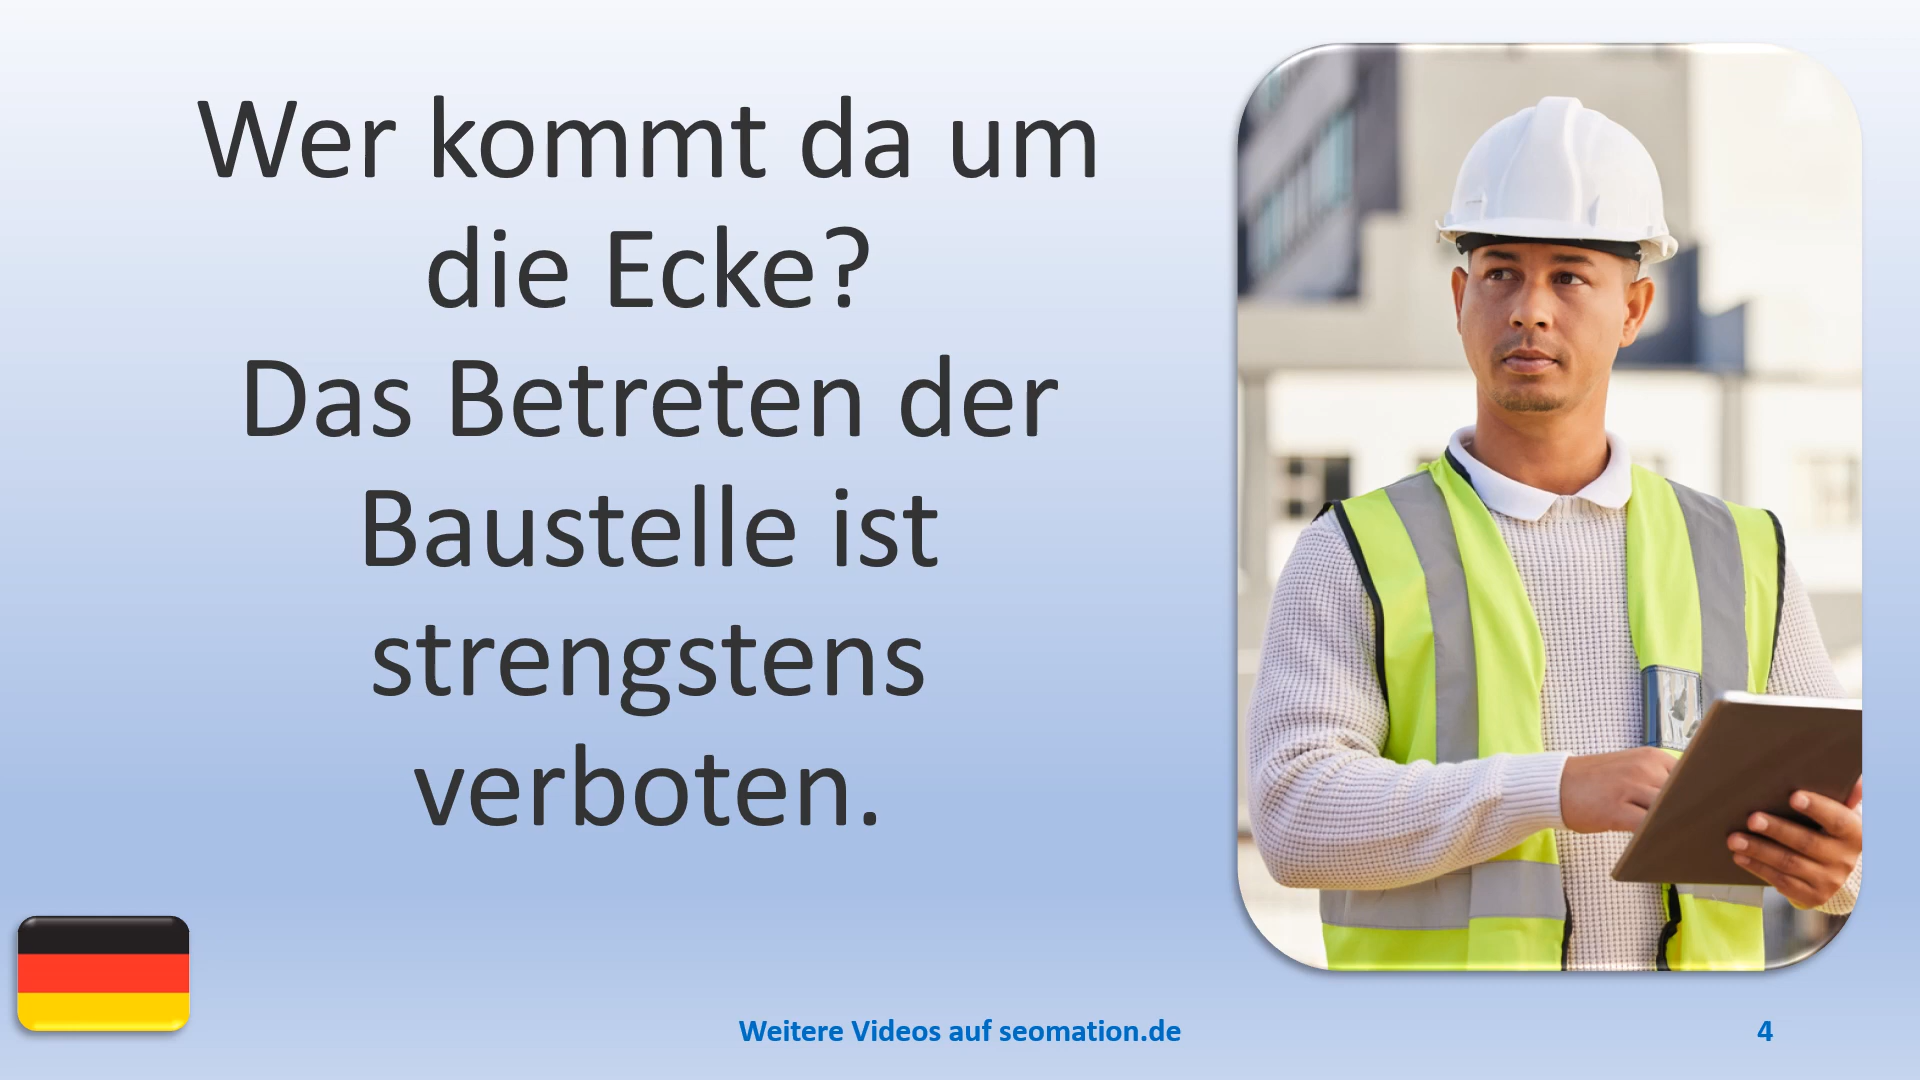 Wer kommt da um
die Ecke?
Das Betreten der
Baustelle ist
strengstens
verboten.
Weitere Videos auf seomation.de
4